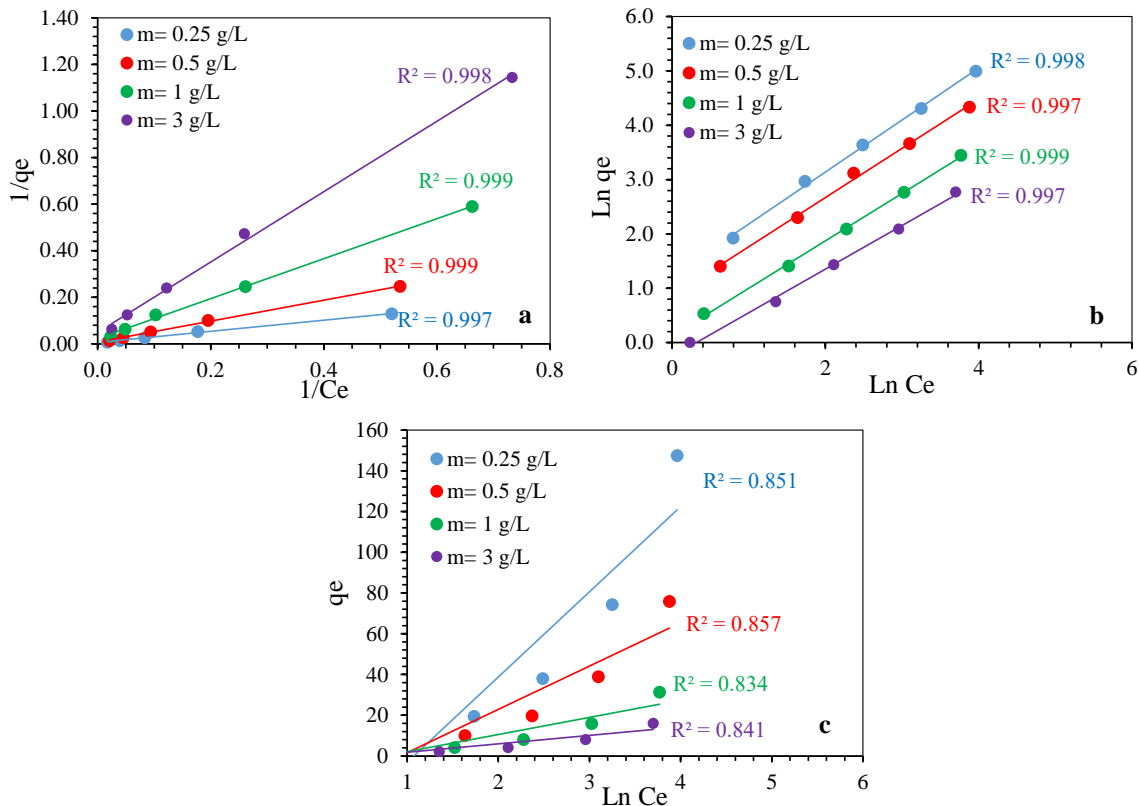 1.40
1.20
1.00
0.80
0.60
0.40
0.20
0.00
1/qe
m= 0.25 g/L
m= 0.5 g/L
m= 1 g/L
m= 3 g/L
R² = 0.998
R² = 0.999
R² = 0.999
R² = 0.997
a
0.0 0.2 0.4 0.6 0.8
1/Ce
6.0
5.0
4.0
3.0
2.0
1.0
0.0
Ln qe
m= 0.25 g/L
m= 0.5 g/L
m= 1 g/L
m= 3 g/L
R² = 0.998
R² = 0.997
R² = 0.999
R² = 0.997
b
0 2 4 6
Ln Ce
160
140
120
100
80
60
40
20
0
qe
m= 0.25 g/L
m= 0.5 g/L
m= 1 g/L
m= 3 g/L
R² = 0.851
R² = 0.857
R² = 0.834
R² = 0.841
c
1 2 3 4 5 6
Ln Ce